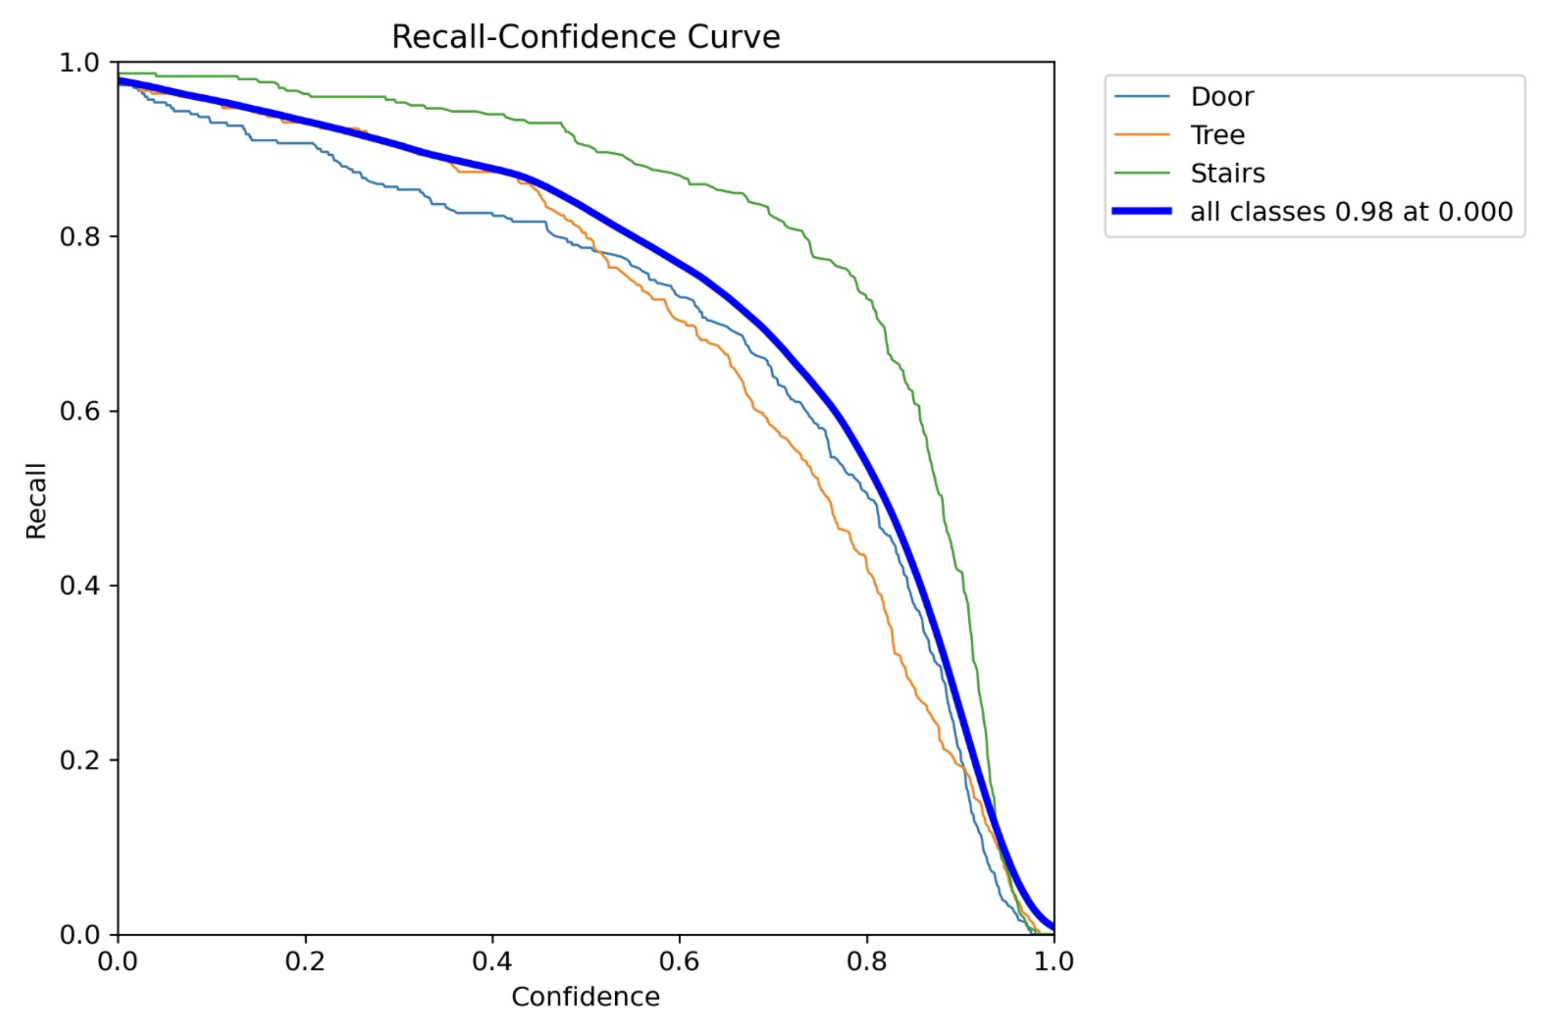 Recall-Confidence Curve
1.0
0.8
0.6
0.4
0.2
0.0
Recall
0.0 0.2 0.4 0.6 0.8 1.0
Confidence
Door
Tree
Stairs
all classes 0.98 at 0.000